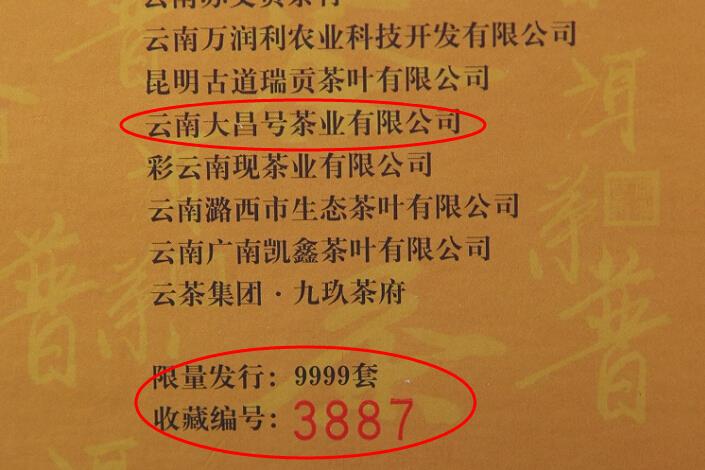 云南万润利农业科技开发有限公司
昆明古道瑞贡茶叶有限公司
云南大昌号茶业有限公司
彩云南现茶业有限公司
云南潞西市生态茶叶有限公司
云南广南凯鑫茶叶有限公司
云茶集团·九玖茶府
限量发行：9999套
收藏编号：3887